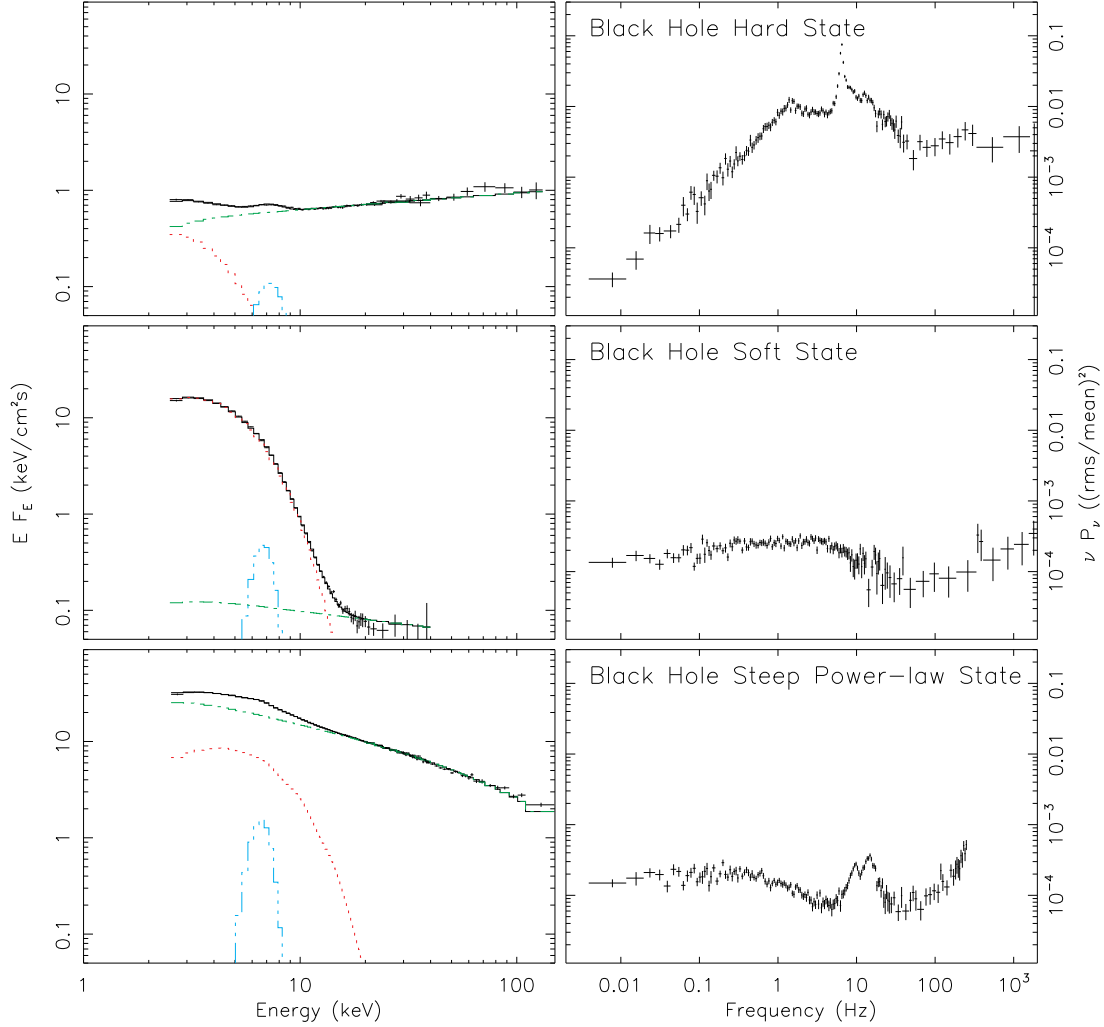 Black Hole Hard State
10
1
0.1
0.1
0.01
10⁻³
10⁻⁴
Black Hole Soft State
10
1
0.1
0.1
0.01
10⁻³
10⁻⁴
Black Hole Steep Power-law State
10
1
0.1
0.1
0.01
10⁻³
10⁻⁴
E F_E (keV/cm²s)
ν P_ν ((rms/mean)²)
1 10 100
Energy (keV)
0.01 0.1 1 10 100 10³
Frequency (Hz)